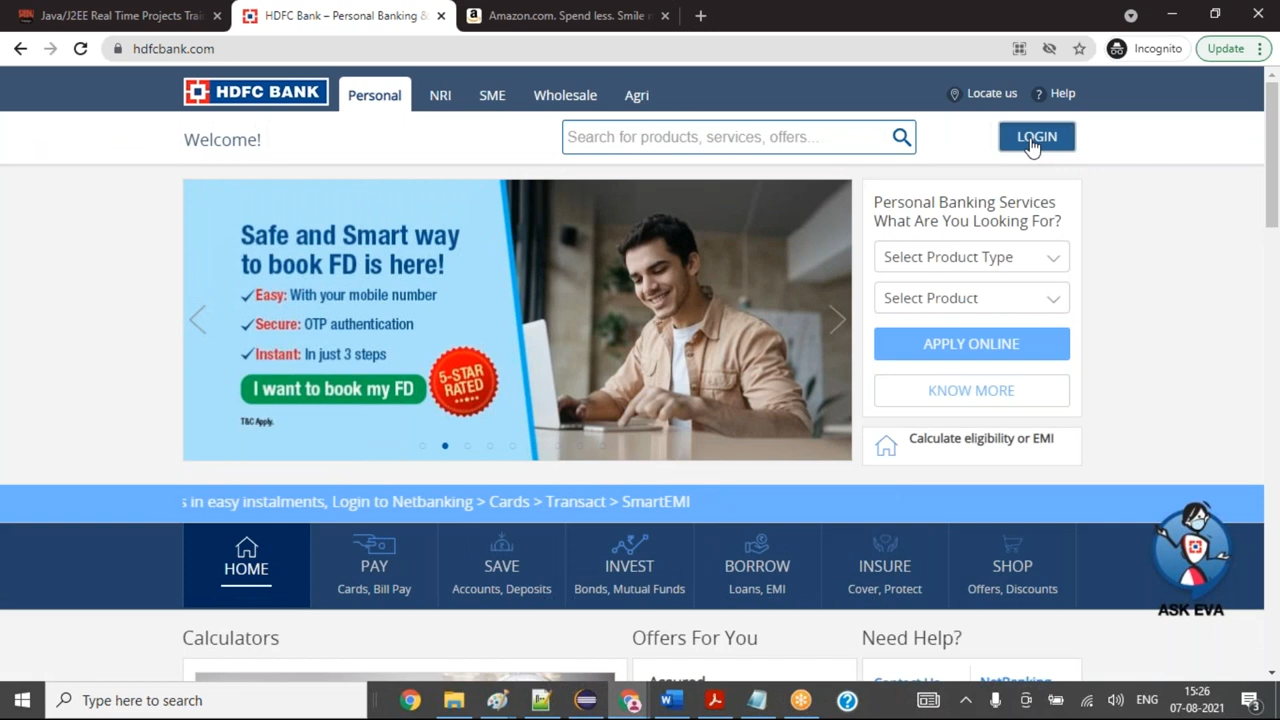 Java/J2EE Real Time Projects Trai
HDFC Bank – Personal Banking &
Amazon.com. Spend less. Smile
hdfcbank.com
Incognito
Update
HDFC BANK
Personal
NRI
SME
Wholesale
Agri
Locate us
? Help
Welcome!
Search for products, services, offers...
LOGIN
Safe and Smart way
to book FD is here!
Easy: With your mobile number
Secure: OTP authentication
Instant: In just 3 steps
I want to book my FD
5-STAR
RATED
T&C Apply.
Personal Banking Services
What Are You Looking For?
Select Product Type
Select Product
APPLY ONLINE
KNOW MORE
Calculate eligibility or EMI
s in easy instalments, Login to Netbanking > Cards > Transact > SmartEMI
HOME
PAY
Cards, Bill Pay
SAVE
Accounts, Deposits
INVEST
Bonds, Mutual Funds
BORROW
Loans, EMI
INSURE
Cover, Protect
SHOP
Offers, Discounts
ASK EVA
Calculators
Offers For You
Need Help?
Assured
Contact Us
NetBanking
Type here to search
ENG
15:26
07-08-2021
3